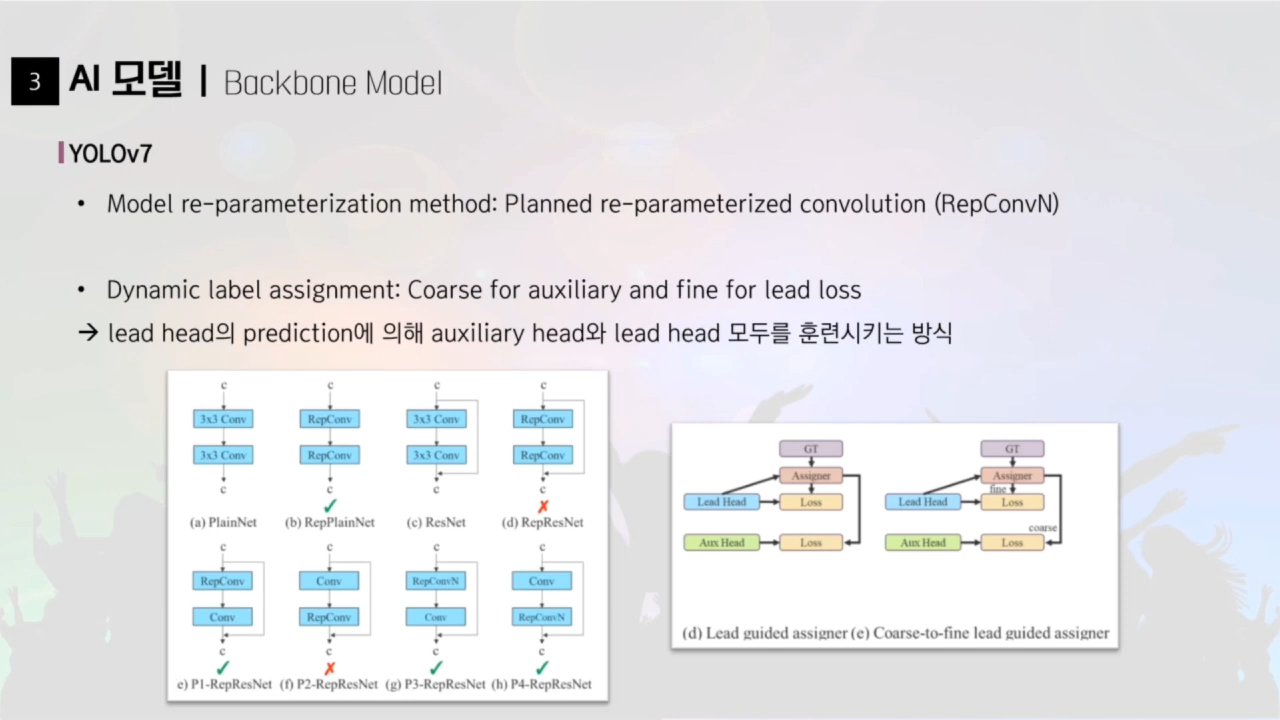 3 AI 모델 | Backbone Model
YOLOv7
• Model re-parameterization method: Planned re-parameterized convolution (RepConvN)
• Dynamic label assignment: Coarse for auxiliary and fine for lead loss
→ lead head의 prediction에 의해 auxiliary head와 lead head 모두를 훈련시키는 방식
c c c c
3x3 Conv RepConv 3x3 Conv RepConv
3x3 Conv RepConv 3x3 Conv RepConv
c c c c
✓ ✗
(a) PlainNet (b) RepPlainNet (c) ResNet (d) RepResNet
c c c c
RepConv Conv RepConvN Conv
Conv RepConv Conv RepConvN
c c c c
✓ ✗ ✓ ✓
e) P1-RepResNet (f) P2-RepResNet (g) P3-RepResNet (h) P4-RepResNet
GT GT
Assigner Assigner
fine
Lead Head Loss Lead Head Loss
coarse
Aux Head Loss Aux Head Loss
(d) Lead guided assigner (e) Coarse-to-fine lead guided assigner